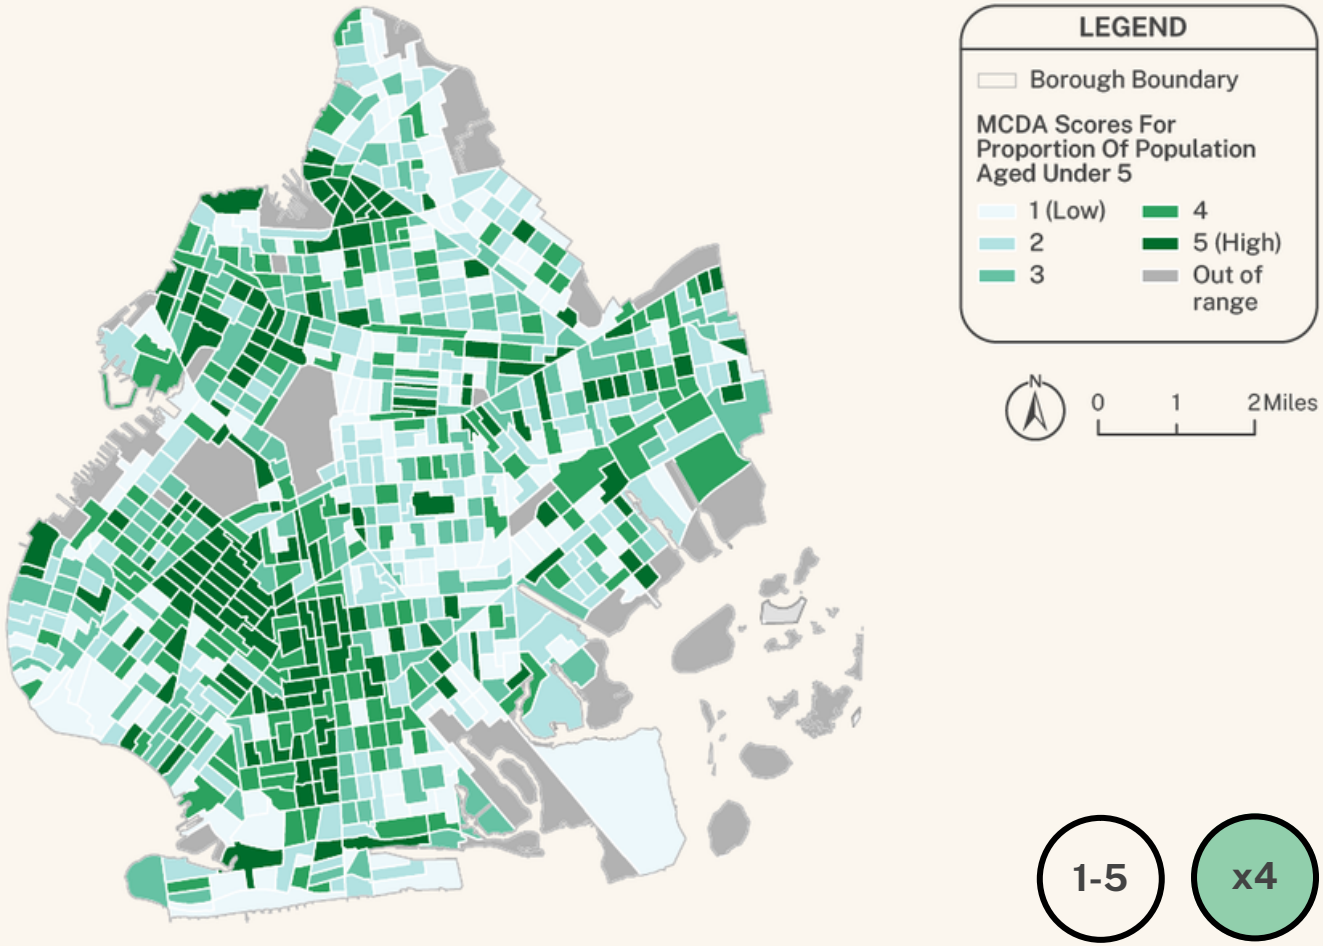 LEGEND
Borough Boundary
MCDA Scores For
Proportion Of Population
Aged Under 5
1 (Low)
2
3
4
5 (High)
Out of
range
N
0 1 2 Miles
1-5
x4